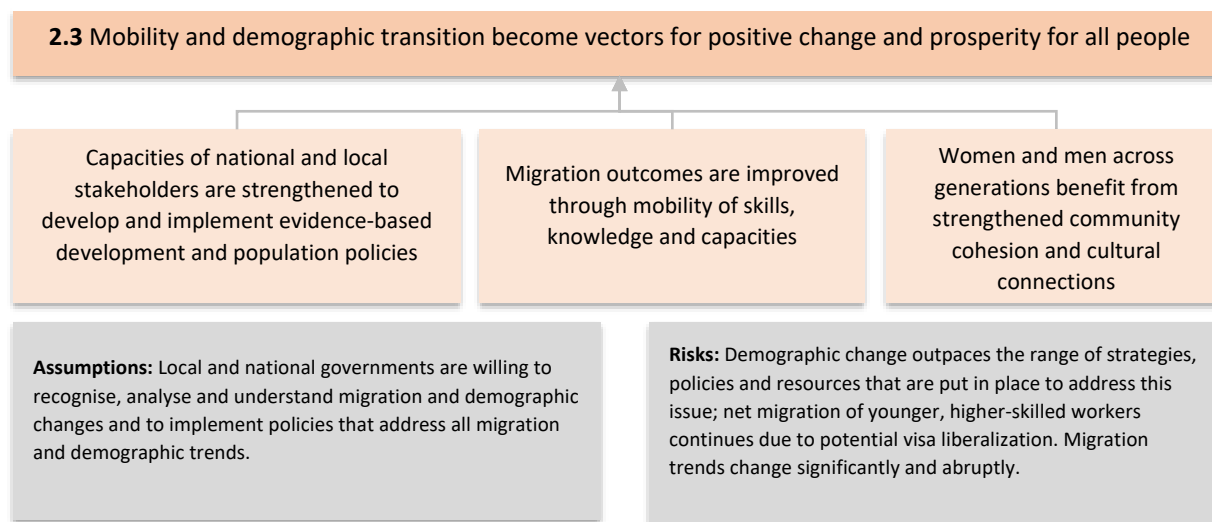 2.3 Mobility and demographic transition become vectors for positive change and prosperity for all people
Capacities of national and local
stakeholders are strengthened to
develop and implement evidence-based
development and population policies
Migration outcomes are improved
through mobility of skills,
knowledge and capacities
Women and men across
generations benefit from
strengthened community
cohesion and cultural
connections
Assumptions: Local and national governments are willing to
recognise, analyse and understand migration and demographic
changes and to implement policies that address all migration
and demographic trends.
Risks: Demographic change outpaces the range of strategies,
policies and resources that are put in place to address this
issue; net migration of younger, higher-skilled workers
continues due to potential visa liberalization. Migration
trends change significantly and abruptly.